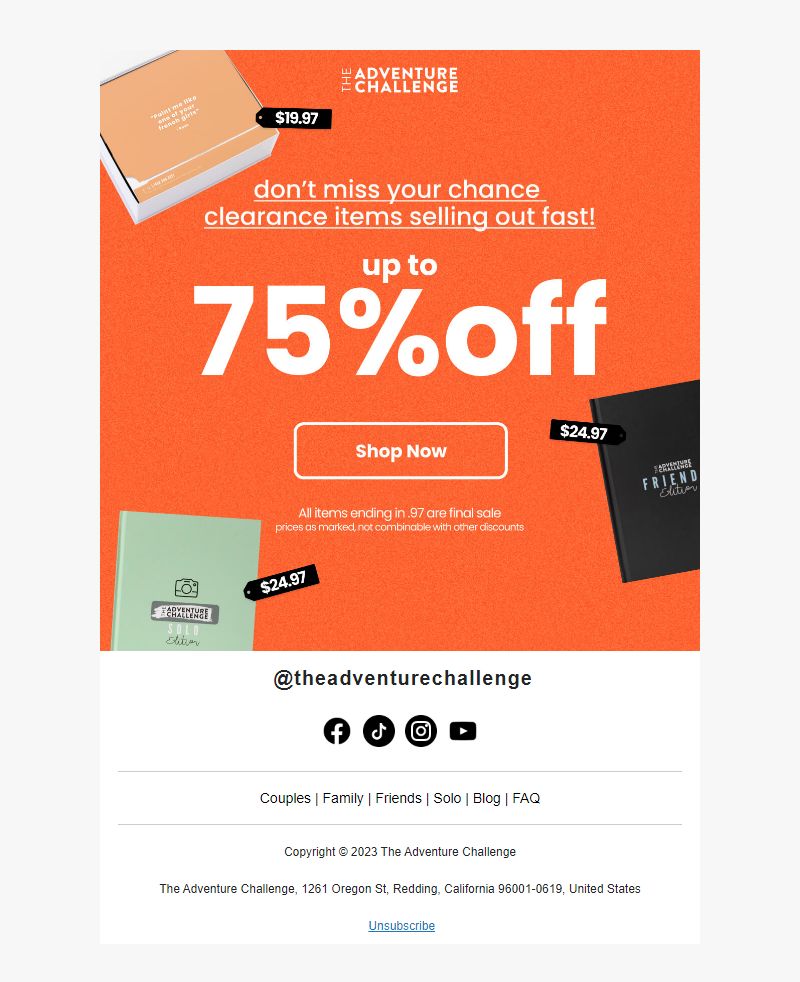 THE ADVENTURE
CHALLENGE
"Paint me like
one of your
french girls"
$19.97
don't miss your chance
clearance items selling out fast!
up to
75%off
Shop Now
$24.97
THE ADVENTURE
CHALLENGE
FRIEND
Edition
All items ending in .97 are final sale
prices as marked, not combinable with other discounts
$24.97
THE ADVENTURE
CHALLENGE
SOLO
Edition
@theadventurechallenge
Couples | Family | Friends | Solo | Blog | FAQ
Copyright © 2023 The Adventure Challenge
The Adventure Challenge, 1261 Oregon St, Redding, California 96001-0619, United States
Unsubscribe